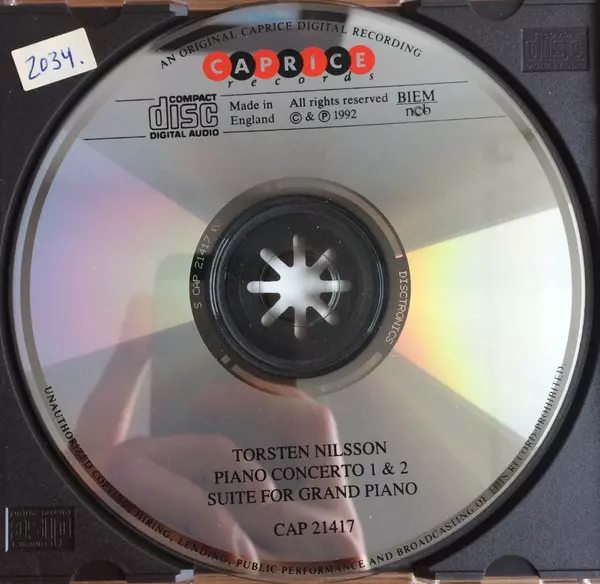 2034.
AN ORIGINAL CAPRICE DIGITAL RECORDING
CAPRICE
records
COMPACT
disc
DIGITAL AUDIO
Made in
England
All rights reserved
© & ℗ 1992
BIEM
ncb
S CAP 21417
DISCTRONICS
TORSTEN NILSSON
PIANO CONCERTO 1 & 2
SUITE FOR GRAND PIANO
CAP 21417
UNAUTHORIZED COPYING, HIRING, LENDING, PUBLIC PERFORMANCE AND BROADCASTING OF THIS RECORD PROHIBITED
disc
disc